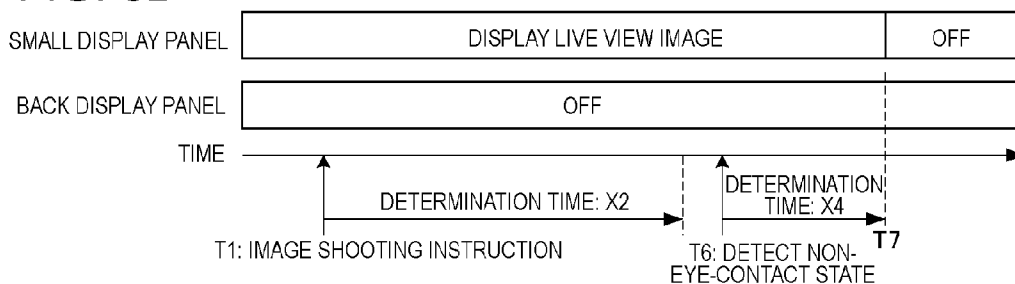 SMALL DISPLAY PANEL
DISPLAY LIVE VIEW IMAGE
OFF
BACK DISPLAY PANEL
OFF
TIME
DETERMINATION TIME: X2
DETERMINATION
TIME: X4
T7
T1: IMAGE SHOOTING INSTRUCTION
T6: DETECT NON-
EYE-CONTACT STATE